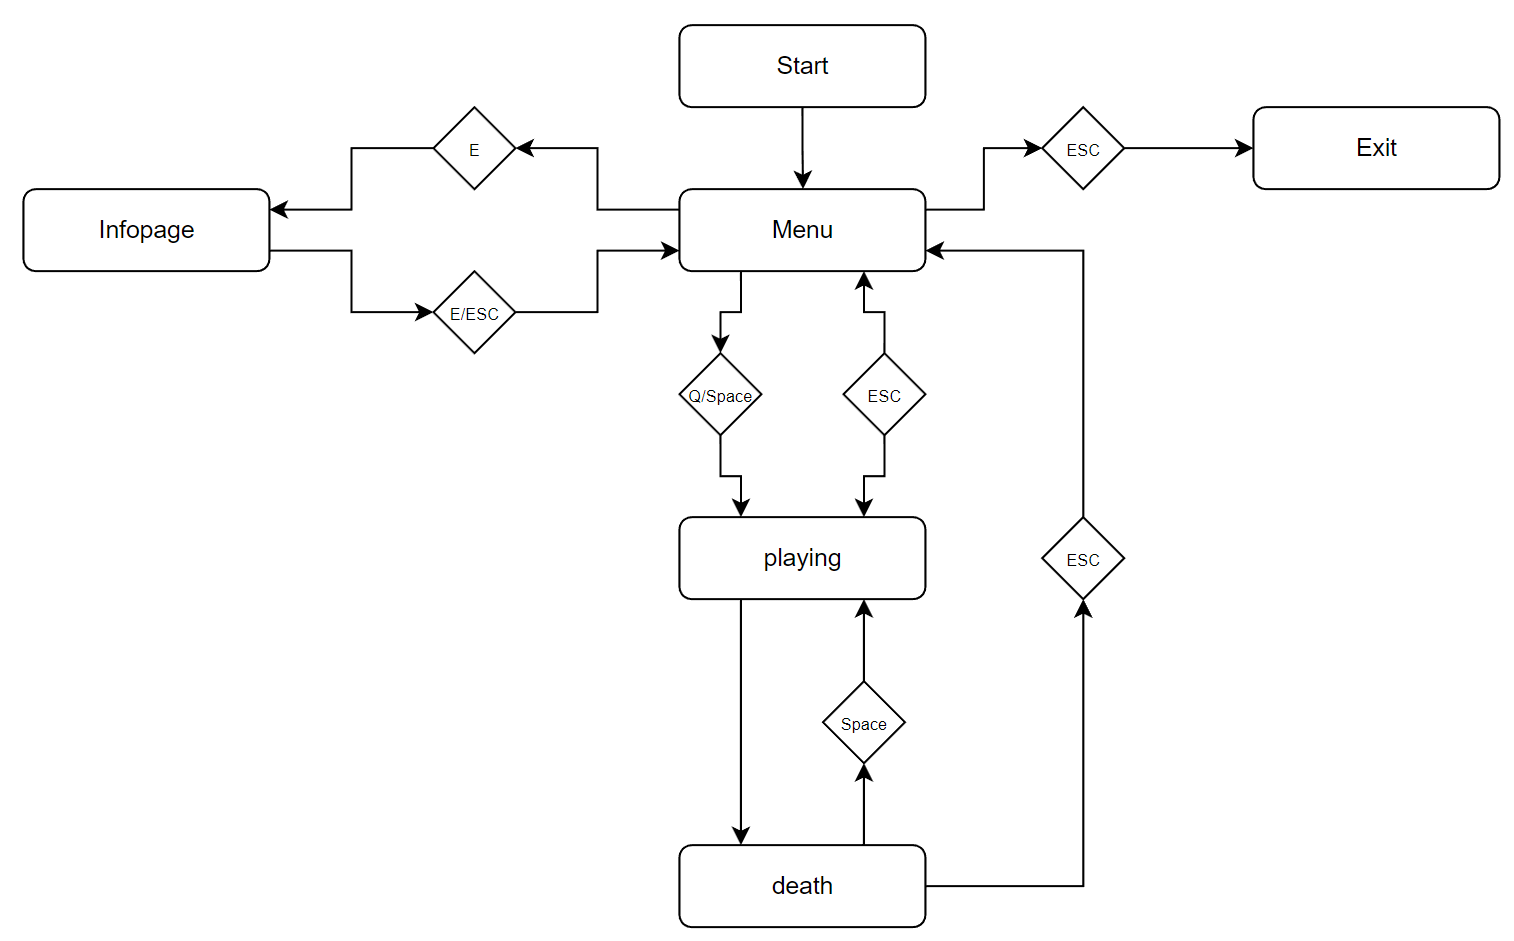 Start
E
ESC
Exit
Infopage
Menu
E/ESC
Q/Space
ESC
playing
ESC
Space
death